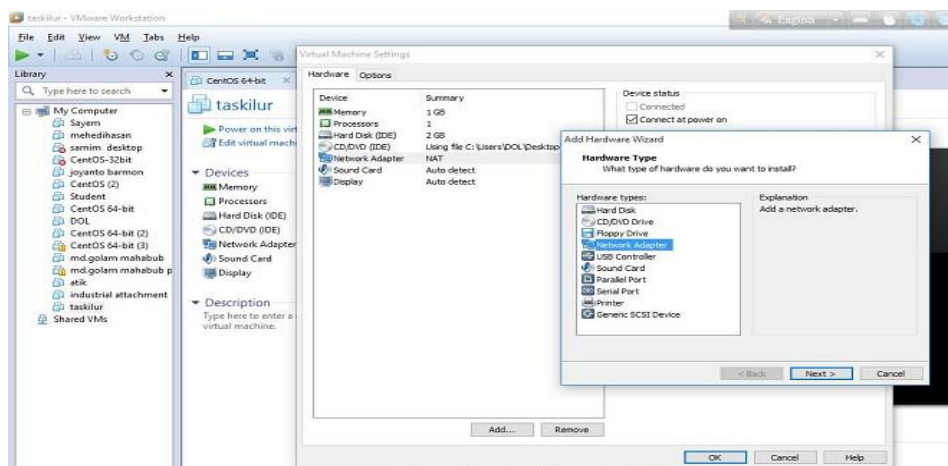 taskilur - VMware Workstation
English
File Edit View VM Tabs Help
Library
Type here to search
My Computer
Sayem
mehedihasan
samim desktop
CentOS-32bit
joyanto barmon
CentOS (2)
Student
CentOS 64-bit
DOL
CentOS 64-bit (2)
CentOS 64-bit (3)
md.golam mahabub
md.golam mahabub p
atik
industrial attachment
taskilur
Shared VMs
CentOS 64-bit
taskilur
Power on this virt
Edit virtual mach
Devices
Memory
Processors
Hard Disk (IDE)
CD/DVD (IDE)
Network Adapter
Sound Card
Display
Description
Type here to enter a
virtual machine.
Virtual Machine Settings
Hardware Options
Device Summary
Memory 1 GB
Processors 1
Hard Disk (IDE) 2 GB
CD/DVD (IDE) Using file C:\Users\DOL\Desktop
Network Adapter NAT
Sound Card Auto detect
Display Auto detect
Add... Remove
Device status
Connected
Connect at power on
Add Hardware Wizard
Hardware Type
What type of hardware do you want to install?
Hardware types:
Hard Disk
CD/DVD Drive
Floppy Drive
Network Adapter
USB Controller
Sound Card
Parallel Port
Serial Port
Printer
Generic SCSI Device
Explanation
Add a network adapter.
< Back Next > Cancel
OK Cancel Help